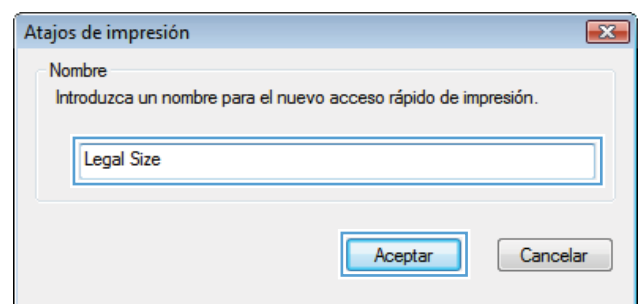 Atajos de impresión
Nombre
Introduzca un nombre para el nuevo acceso rápido de impresión.
Legal Size
Aceptar
Cancelar